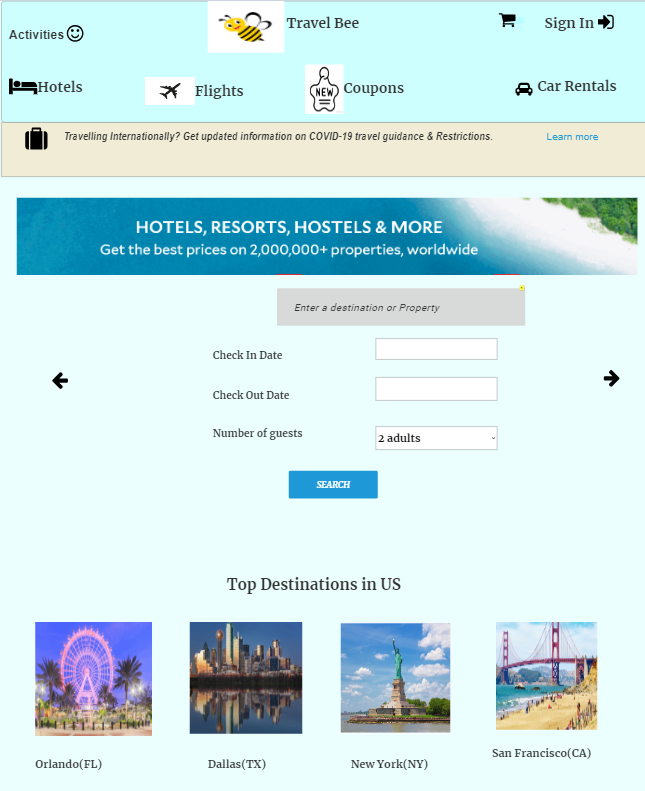 Activities
Travel Bee
Sign In
Hotels
Flights
NEW
Coupons
Car Rentals
Travelling Internationally? Get updated information on COVID-19 travel guidance & Restrictions.
Learn more
HOTELS, RESORTS, HOSTELS & MORE
Get the best prices on 2,000,000+ properties, worldwide
Enter a destination or Property
Check In Date
Check Out Date
Number of guests
2 adults
SEARCH
Top Destinations in US
Orlando(FL)
Dallas(TX)
New York(NY)
San Francisco(CA)